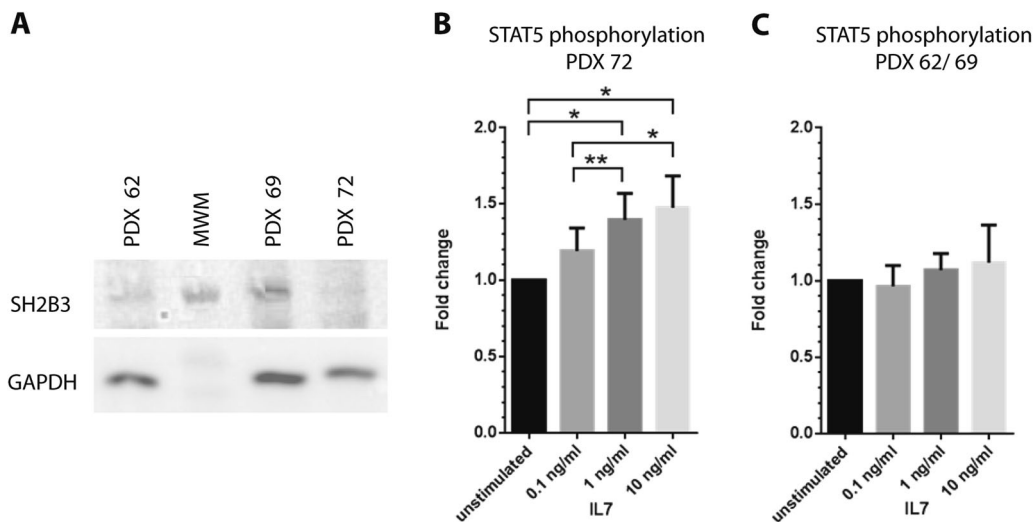 A
PDX 62
MWM
PDX 69
PDX 72
SH2B3
GAPDH
B
STAT5 phosphorylation
PDX 72
*
*
*
**
Fold change
2.0
1.5
1.0
0.5
0.0
unstimulated
0.1 ng/ml
1 ng/ml
10 ng/ml
IL7
C
STAT5 phosphorylation
PDX 62/ 69
Fold change
2.0
1.5
1.0
0.5
0.0
unstimulated
0.1 ng/ml
1 ng/ml
10 ng/ml
IL7